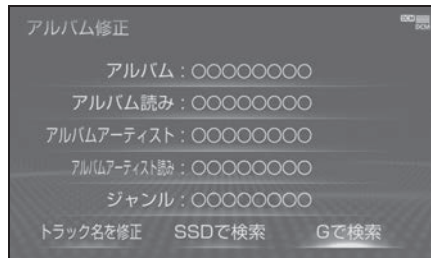 アルバム修正
DCM
アルバム：○○○○○○○○
アルバム読み：○○○○○○○○
アルバムアーティスト：○○○○○○○○
アルバムアーティスト読み：○○○○○○○○
ジャンル：○○○○○○○○
トラック名を修正 SSDで検索 Gで検索